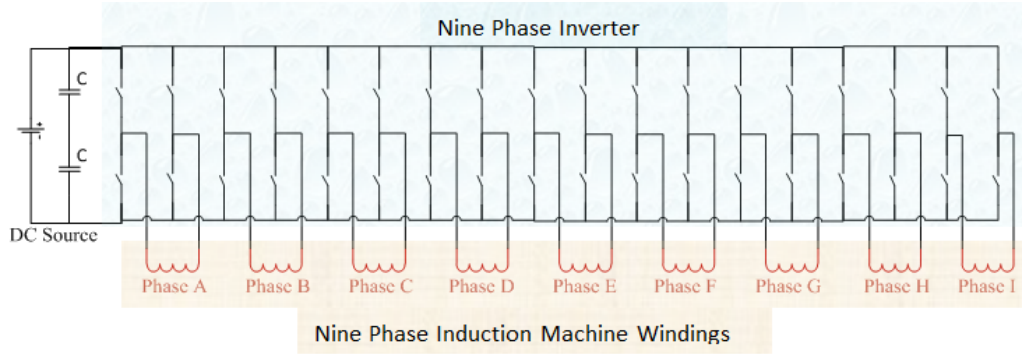 Nine Phase Inverter
C
C
+
DC Source
Phase A Phase B Phase C Phase D Phase E Phase F Phase G Phase H Phase I
Nine Phase Induction Machine Windings